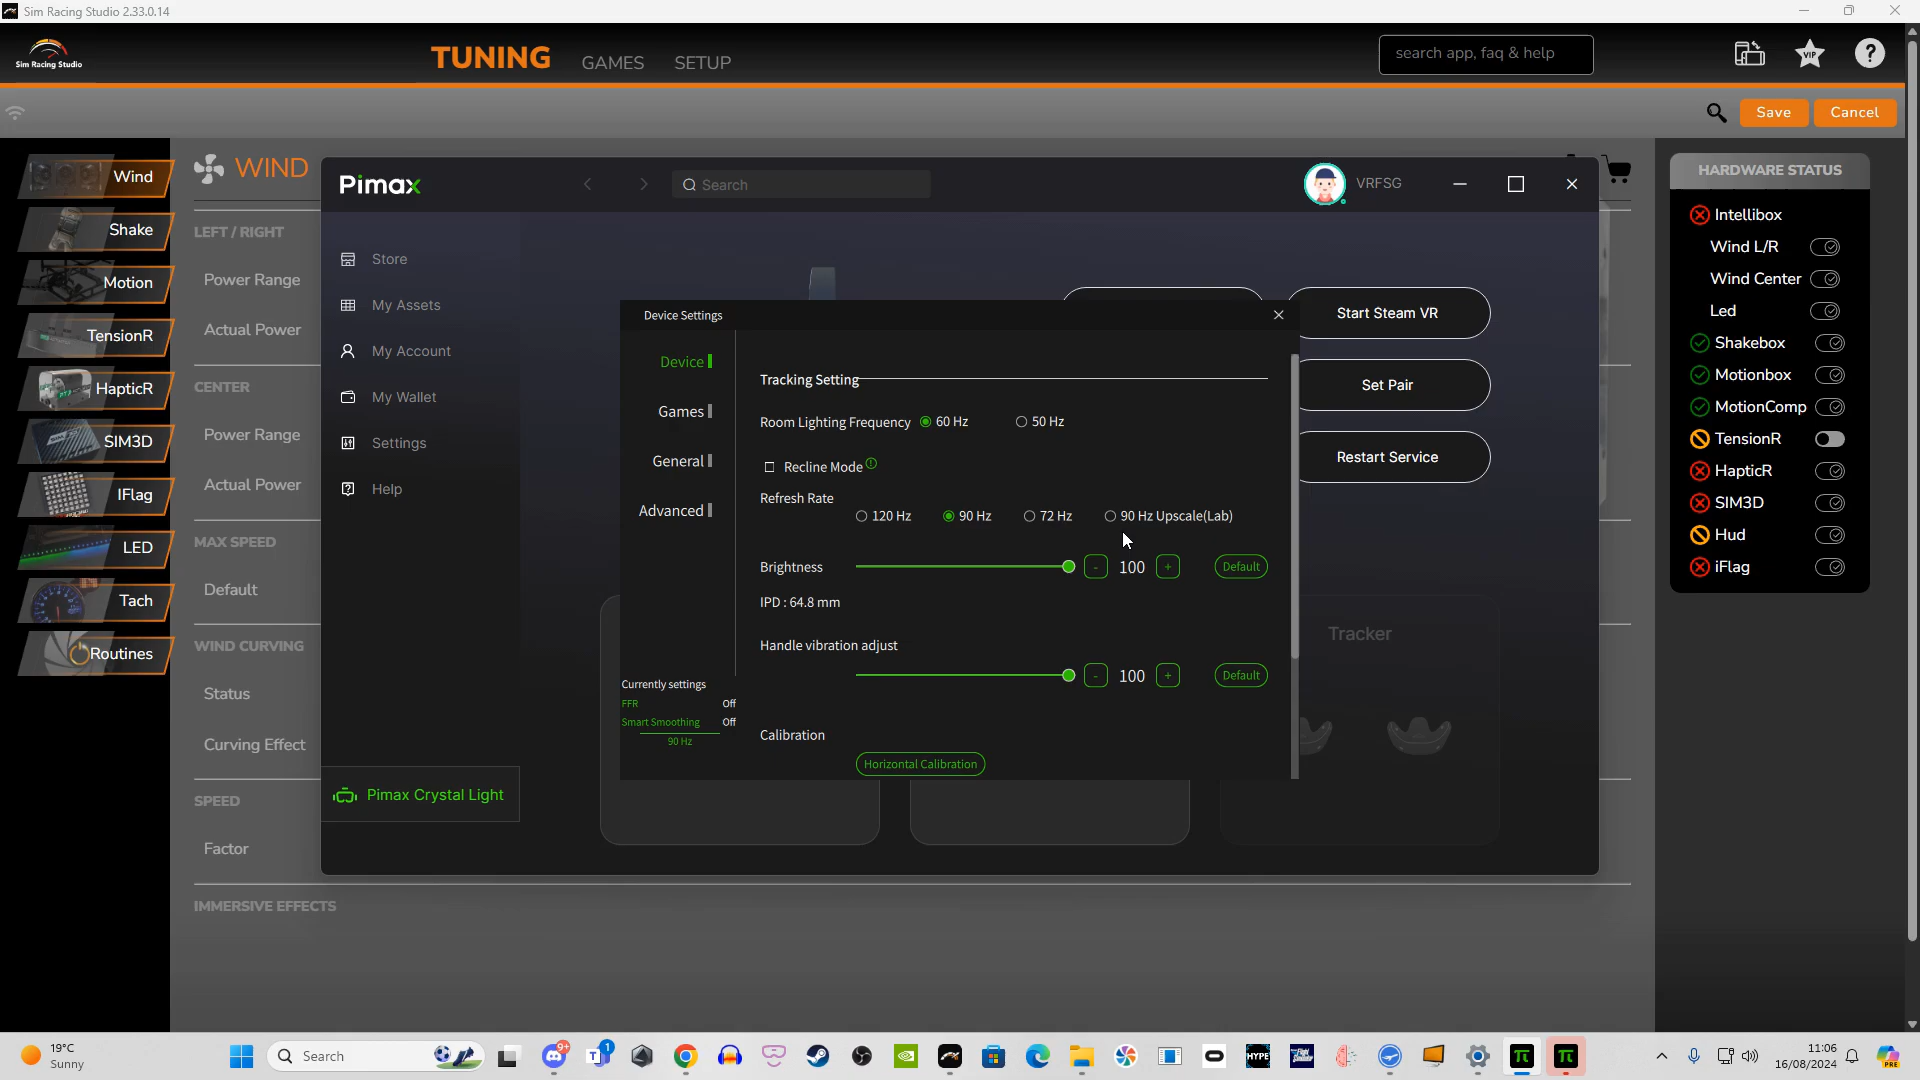 Sim Racing Studio 2.33.0.14
Sim Racing Studio
TUNING
GAMES
SETUP
search app, faq & help
VIP
?
Save
Cancel
Wind
Shake
Motion
TensionR
HapticR
SIM3D
IFlag
LED
Tach
Routines
WIND
LEFT / RIGHT
Power Range
Actual Power
CENTER
Power Range
Actual Power
MAX SPEED
Default
WIND CURVING
Status
Curving Effect
SPEED
Factor
IMMERSIVE EFFECTS
Pimax
Search
VRFSG
Store
My Assets
My Account
My Wallet
Settings
Help
Pimax Crystal Light
Start Steam VR
Set Pair
Restart Service
Tracker
Device Settings
Device
Games
General
Advanced
Currently settings
FFR Off
Smart Smoothing Off
90 Hz
Tracking Setting
Room Lighting Frequency 60 Hz 50 Hz
Recline Mode
Refresh Rate
120 Hz 90 Hz 72 Hz 90 Hz Upscale(Lab)
Brightness - 100 + Default
IPD : 64.8 mm
Handle vibration adjust
- 100 + Default
Calibration
Horizontal Calibration
HARDWARE STATUS
Intellibox
Wind L/R
Wind Center
Led
Shakebox
Motionbox
MotionComp
TensionR
HapticR
SIM3D
Hud
iFlag
19°C
Sunny
Search
9+
1
HYPE
PRE
11:06
16/08/2024